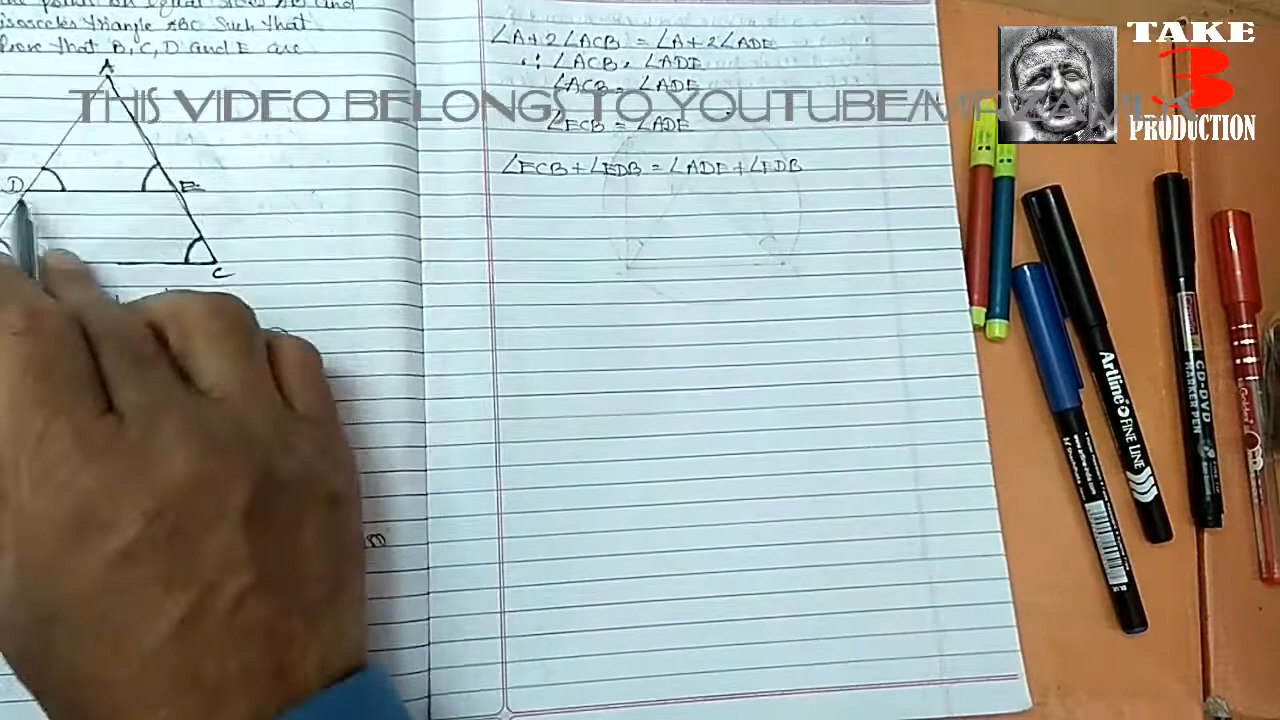 isosceles triangle ABC Such that
Prove that B, C, D and E are
A
D
E
C
∠A+2∠ACB = ∠A+2∠ADE
∴ ∠ACB = ∠ADE
∠ACB = ∠ADE
∠ECB = ∠ADE
∠ECB+∠EDB = ∠ADE+∠EDB
THIS VIDEO BELONGS TO
TAKE
3
PRODUCTION
Artline
FINE LINE
CD-DVD
MARKER PEN